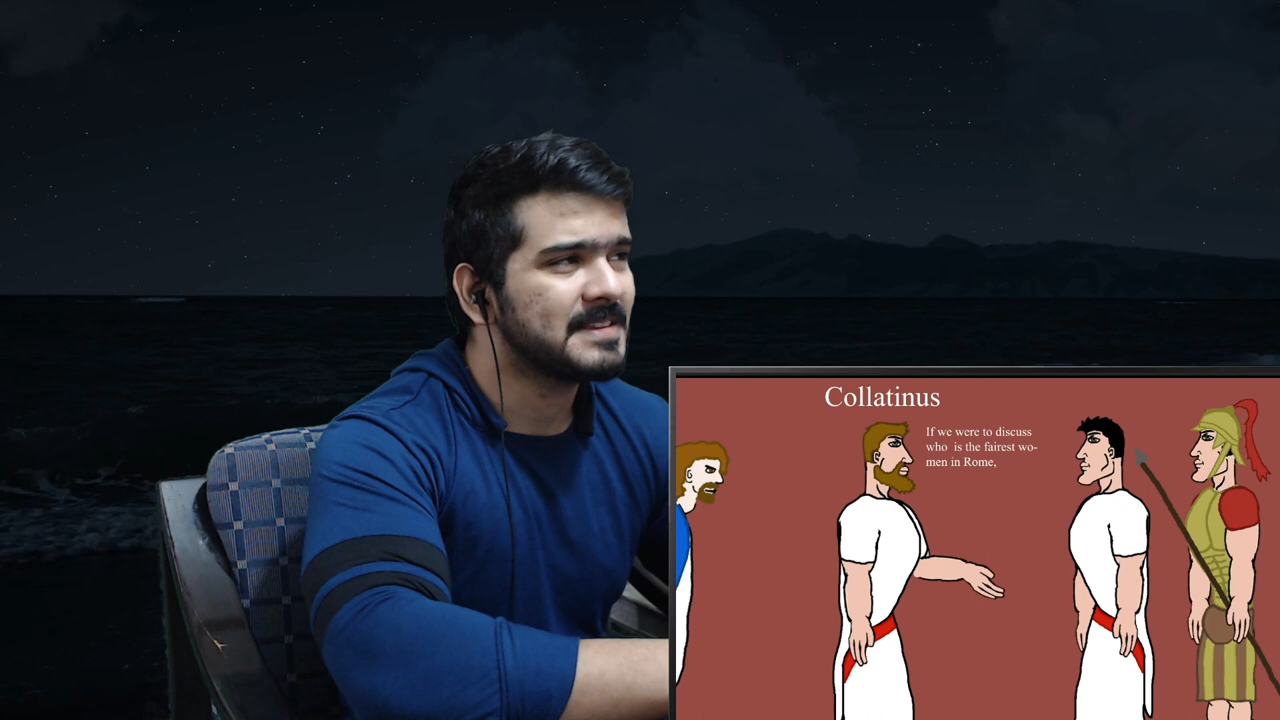 Collatinus
If we were to discuss
who is the fairest wo-
men in Rome,